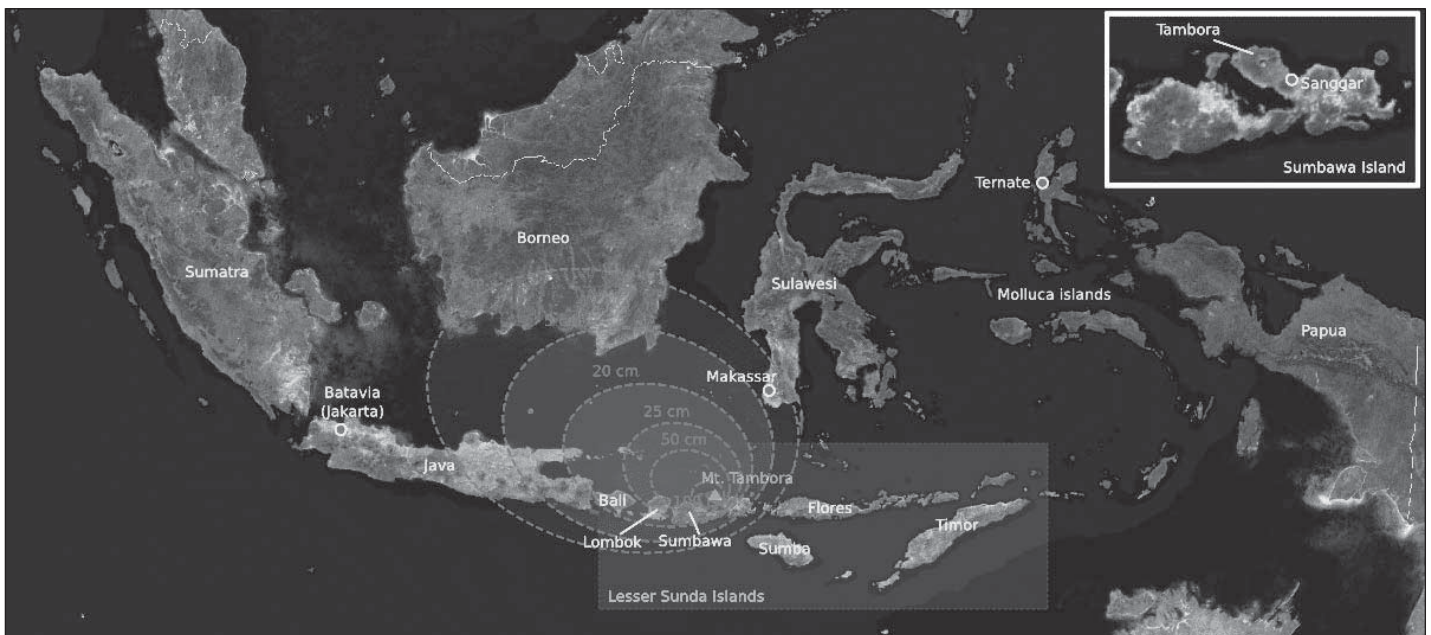 Tambora
Sanggar
Sumbawa Island
Ternate
Borneo
Sumatra
Sulawesi
Molluca islands
Papua
20 cm
Makassar
Batavia
(Jakarta)
25 cm
50 cm
Java
Mt. Tambora
Bali
Flores
Timor
Lombok
Sumbawa
Sumba
Lesser Sunda Islands